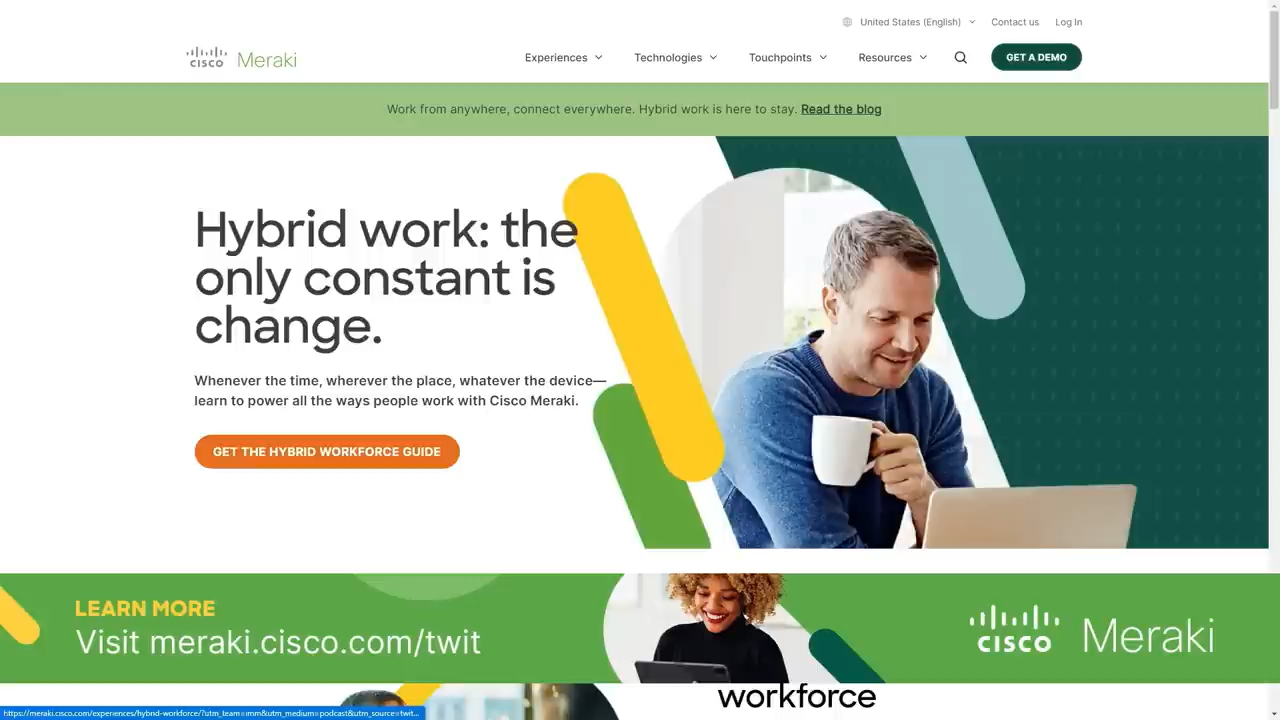 United States (English)
Contact us
Log In
CISCO Meraki
Experiences
Technologies
Touchpoints
Resources
GET A DEMO
Work from anywhere, connect everywhere. Hybrid work is here to stay. Read the blog
Hybrid work: the
only constant is
change.
Whenever the time, wherever the place, whatever the device—
learn to power all the ways people work with Cisco Meraki.
GET THE HYBRID WORKFORCE GUIDE
LEARN MORE
Visit meraki.cisco.com/twit
CISCO Meraki
workforce
https://meraki.cisco.com/experiences/hybrid-workforce/?utm_team=imm&utm_medium=podcast&utm_source=twit...